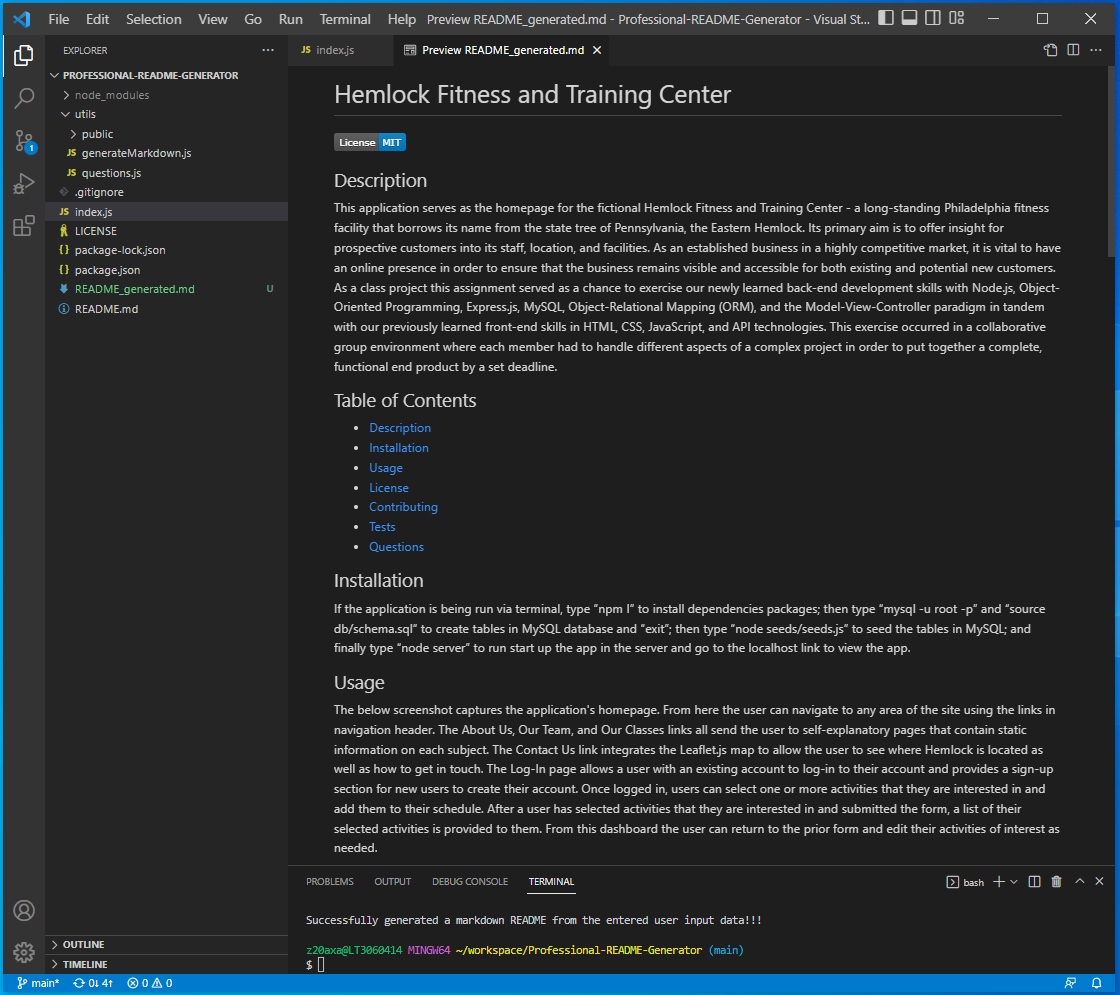 File Edit Selection View Go Run Terminal Help Preview README_generated.md - Professional-README-Generator - Visual St...
EXPLORER
index.js
Preview README_generated.md
PROFESSIONAL-README-GENERATOR
node_modules
utils
public
JS generateMarkdown.js
JS questions.js
.gitignore
JS index.js
LICENSE
{ } package-lock.json
{ } package.json
README_generated.md U
README.md
OUTLINE
TIMELINE
Hemlock Fitness and Training Center
License MIT
Description
This application serves as the homepage for the fictional Hemlock Fitness and Training Center - a long-standing Philadelphia fitness
facility that borrows its name from the state tree of Pennsylvania, the Eastern Hemlock. Its primary aim is to offer insight for
prospective customers into its staff, location, and facilities. As an established business in a highly competitive market, it is vital to have
an online presence in order to ensure that the business remains visible and accessible for both existing and potential new customers.
As a class project this assignment served as a chance to exercise our newly learned back-end development skills with Node.js, Object-
Oriented Programming, Express.js, MySQL, Object-Relational Mapping (ORM), and the Model-View-Controller paradigm in tandem
with our previously learned front-end skills in HTML, CSS, JavaScript, and API technologies. This exercise occurred in a collaborative
group environment where each member had to handle different aspects of a complex project in order to put together a complete,
functional end product by a set deadline.
Table of Contents
• Description
• Installation
• Usage
• License
• Contributing
• Tests
• Questions
Installation
If the application is being run via terminal, type “npm I” to install dependencies packages; then type “mysql -u root -p” and “source
db/schema.sql” to create tables in MySQL database and “exit”; then type “node seeds/seeds.js” to seed the tables in MySQL; and
finally type “node server” to run start up the app in the server and go to the localhost link to view the app.
Usage
The below screenshot captures the application's homepage. From here the user can navigate to any area of the site using the links in
navigation header. The About Us, Our Team, and Our Classes links all send the user to self-explanatory pages that contain static
information on each subject. The Contact Us link integrates the Leaflet.js map to allow the user to see where Hemlock is located as
well as how to get in touch. The Log-In page allows a user with an existing account to log-in to their account and provides a sign-up
section for new users to create their account. Once logged in, users can select one or more activities that they are interested in and
add them to their schedule. After a user has selected activities that they are interested in and submitted the form, a list of their
selected activities is provided to them. From this dashboard the user can return to the prior form and edit their activities of interest as
needed.
PROBLEMS OUTPUT DEBUG CONSOLE TERMINAL
bash
Successfully generated a markdown README from the entered user input data!!!
z20axa@LT3060414 MINGW64 ~/workspace/Professional-README-Generator (main)
$
main* 0↓ 4↑ 0 0
1